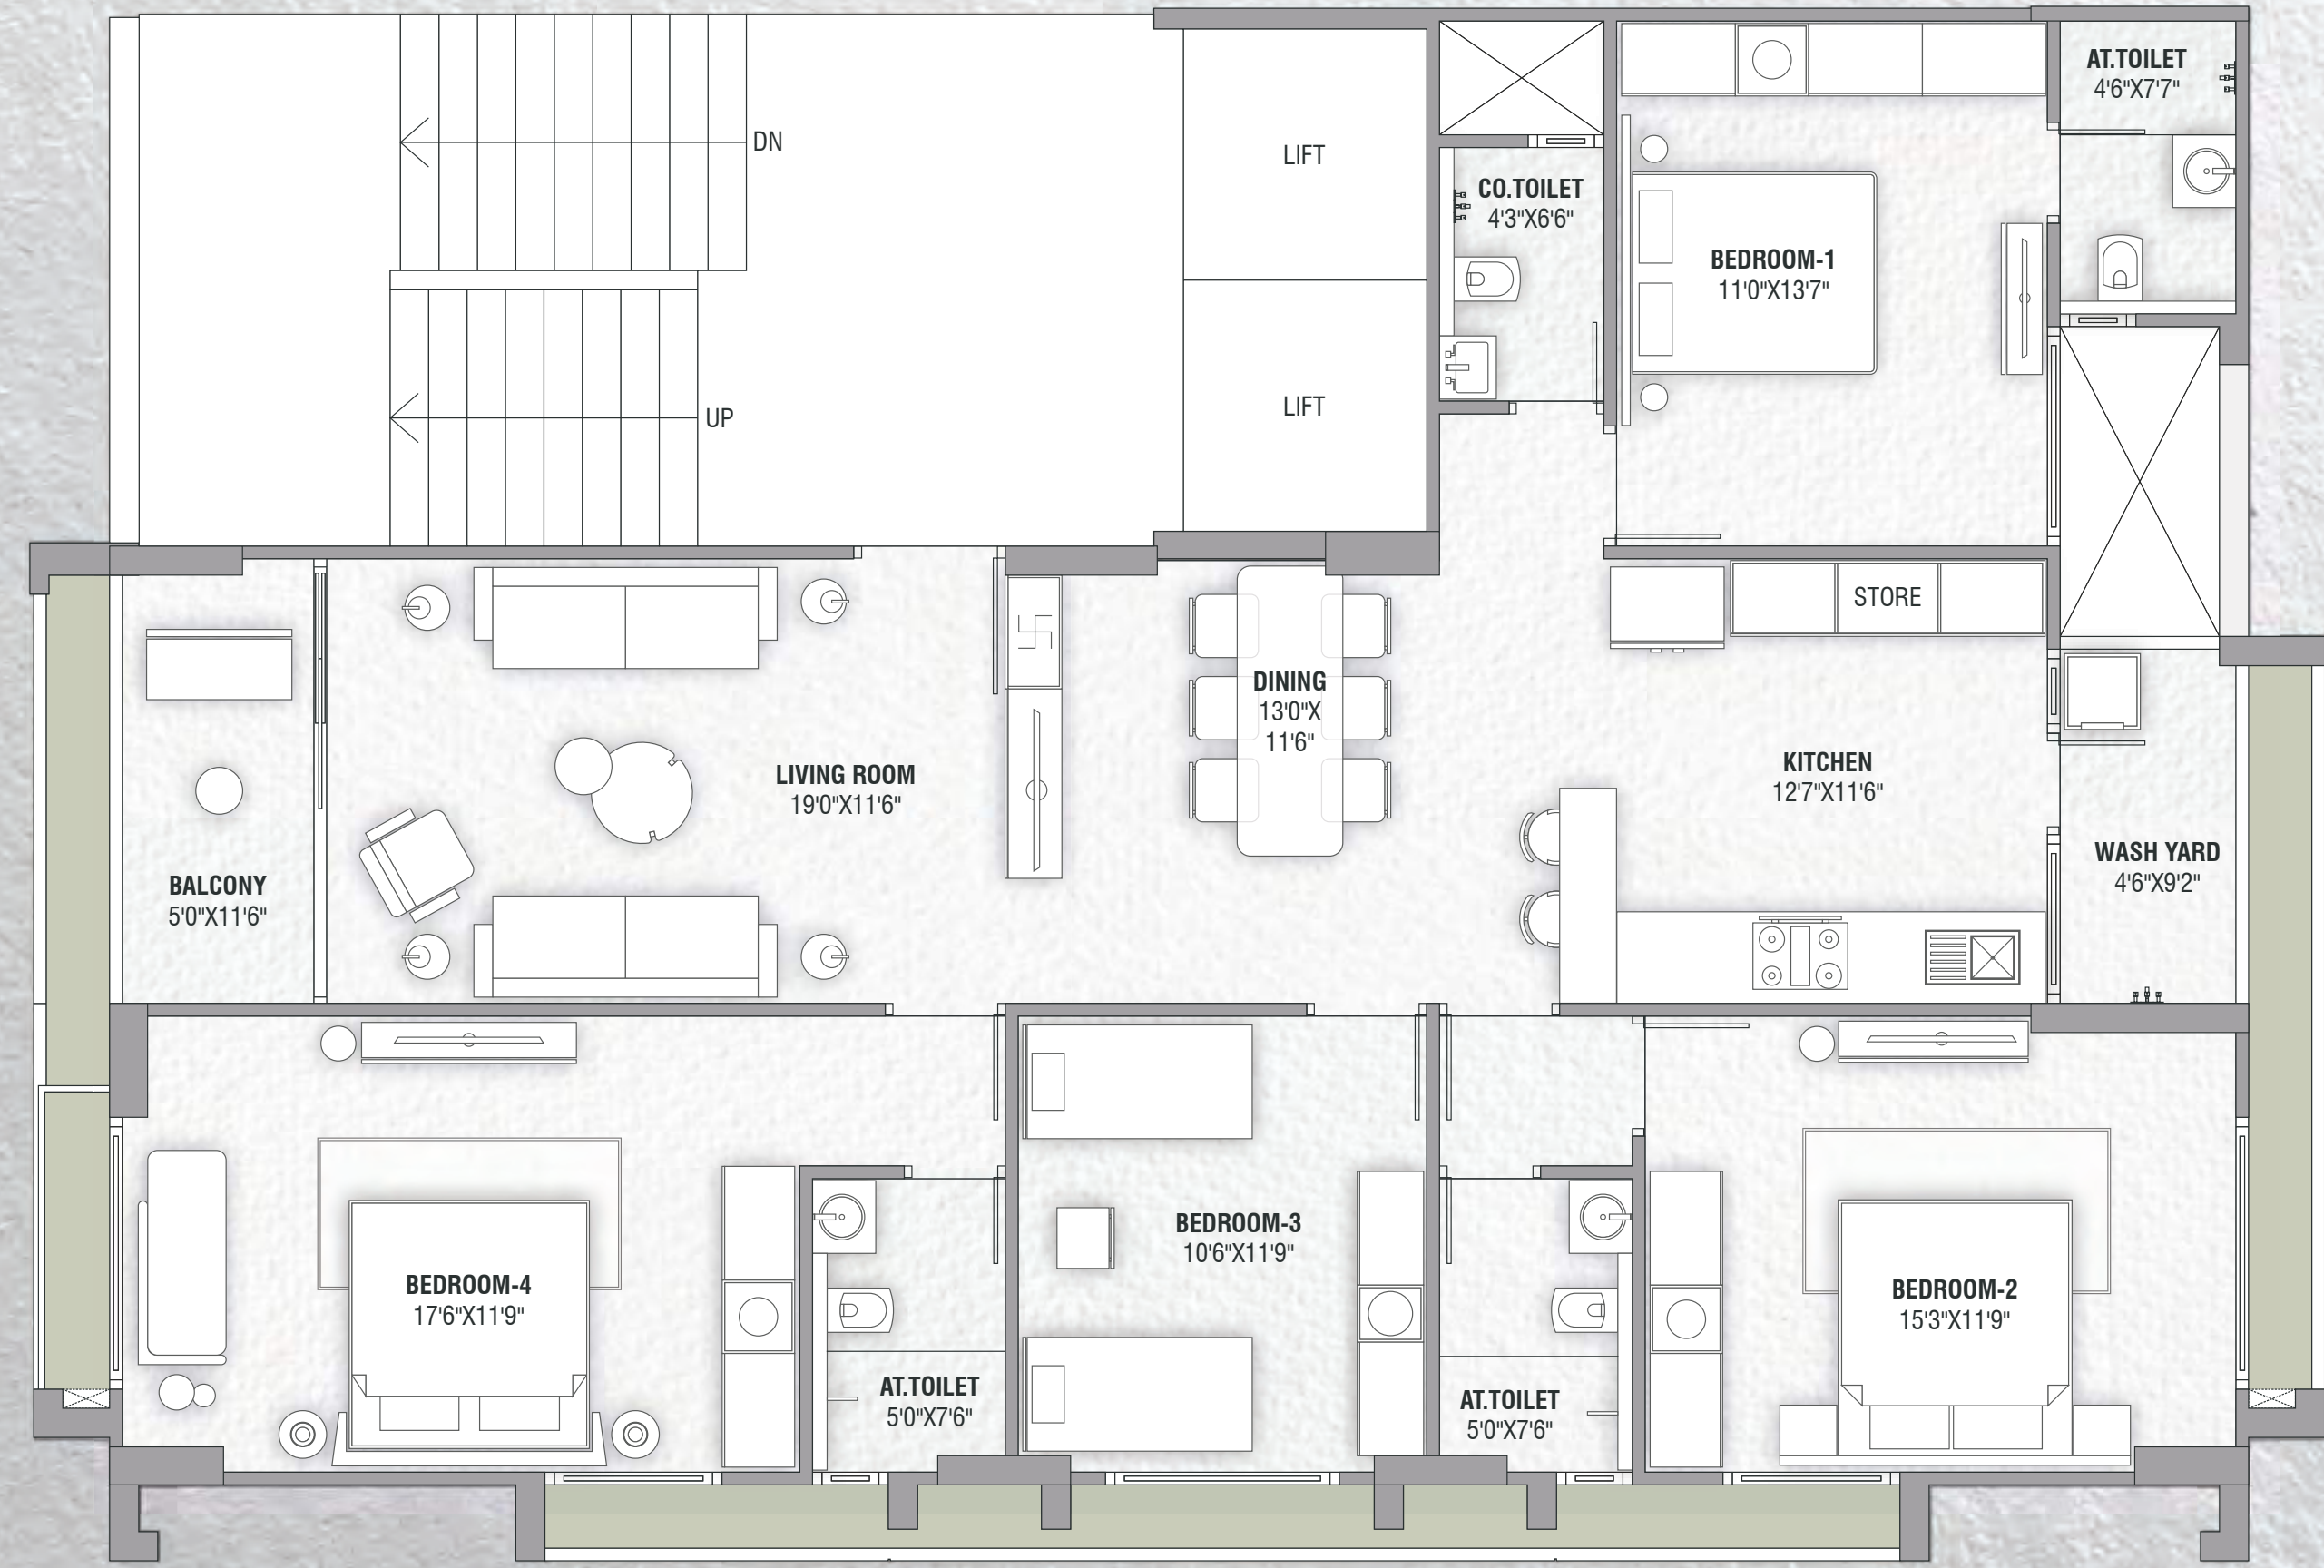 AT.TOILET
4'6"X7'7"
DN
LIFT
CO.TOILET
4'3"X6'6"
BEDROOM-1
11'0"X13'7"
UP
LIFT
STORE
DINING
13'0"X
11'6"
LIVING ROOM
19'0"X11'6"
KITCHEN
12'7"X11'6"
BALCONY
5'0"X11'6"
WASH YARD
4'6"X9'2"
BEDROOM-4
17'6"X11'9"
BEDROOM-3
10'6"X11'9"
BEDROOM-2
15'3"X11'9"
AT.TOILET
5'0"X7'6"
AT.TOILET
5'0"X7'6"